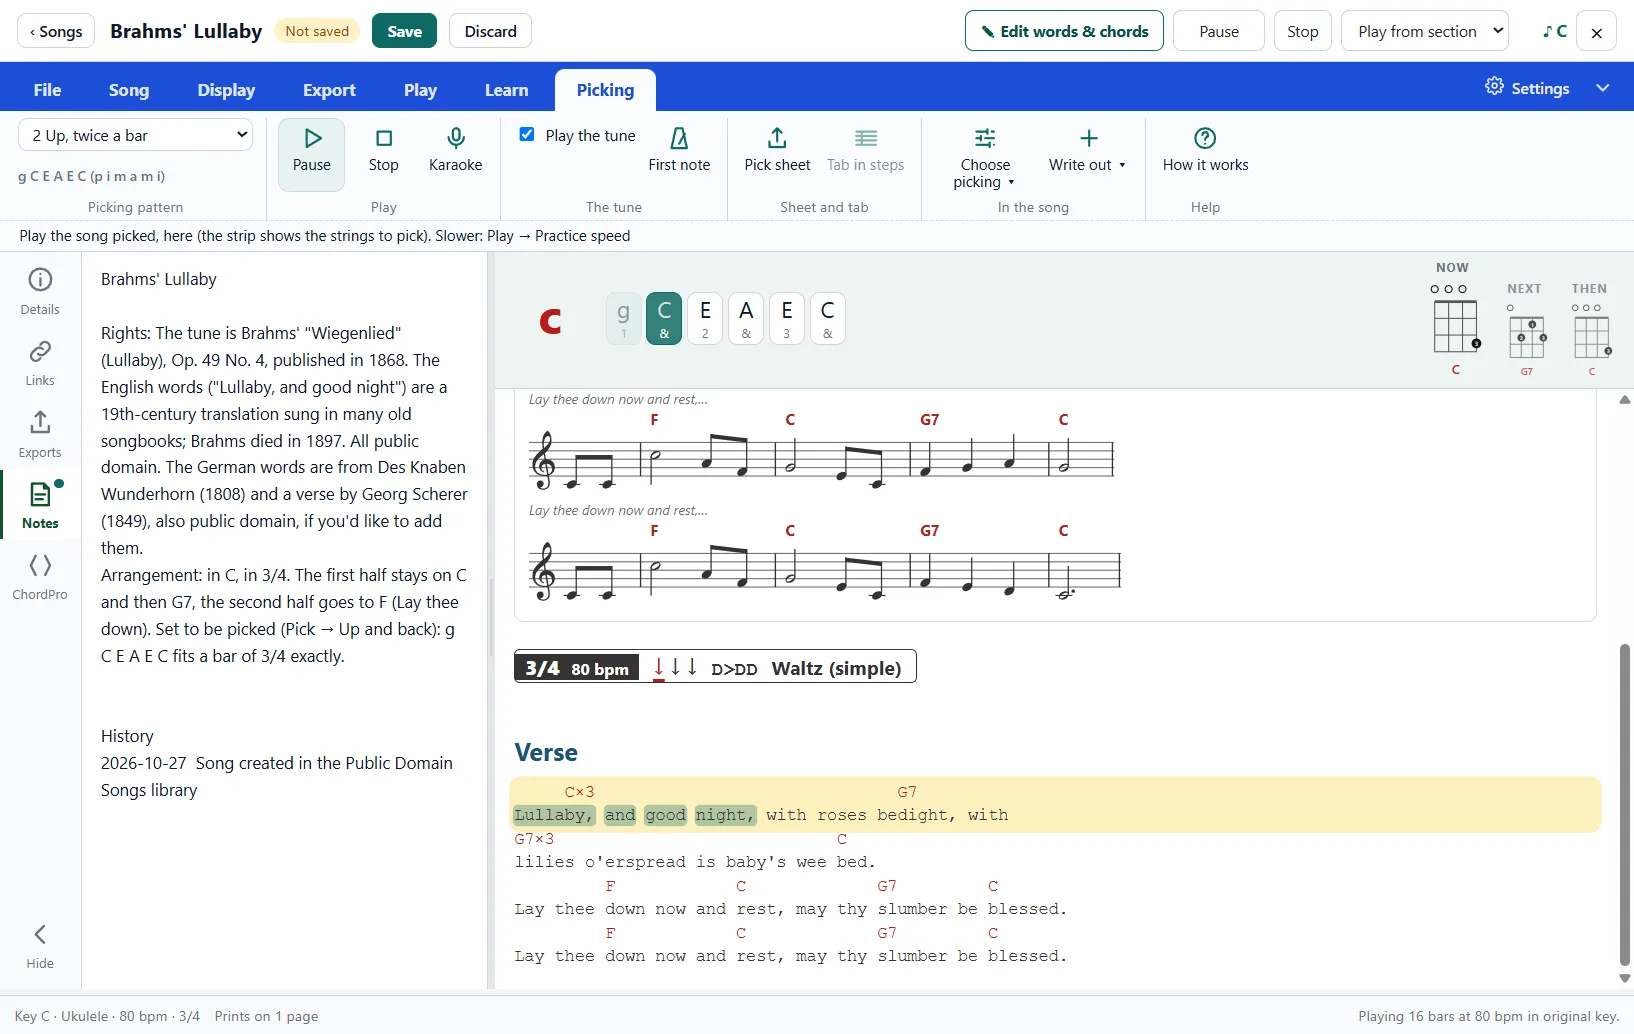 ‹ Songs
Brahms' Lullaby
Not saved
Save
Discard
Edit words & chords
Pause
Stop
Play from section
♪ C
×
File
Song
Display
Export
Play
Learn
Picking
Settings
2 Up, twice a bar
g C E A E C (p i m a m i)
Picking pattern
Pause
Stop
Karaoke
Play
Play the tune
First note
The tune
Pick sheet
Tab in steps
Sheet and tab
Choose picking ▾
Write out ▾
In the song
How it works
Help
Play the song picked, here (the strip shows the strings to pick). Slower: Play → Practice speed
Details
Links
Exports
Notes
ChordPro
Hide
Brahms' Lullaby
Rights: The tune is Brahms' "Wiegenlied"
(Lullaby), Op. 49 No. 4, published in 1868. The
English words ("Lullaby, and good night") are a
19th-century translation sung in many old
songbooks; Brahms died in 1897. All public
domain. The German words are from Des Knaben
Wunderhorn (1808) and a verse by Georg Scherer
(1849), also public domain, if you'd like to add
them.
Arrangement: in C, in 3/4. The first half stays on C
and then G7, the second half goes to F (Lay thee
down). Set to be picked (Pick → Up and back): g
C E A E C fits a bar of 3/4 exactly.
History
2026-10-27 Song created in the Public Domain
Songs library
C
g C E A E C
1 & 2 & 3 &
NOW
NEXT
THEN
C
G7
C
Lay thee down now and rest,...
F C G7 C
Lay thee down now and rest,...
F C G7 C
3/4 80 bpm ↓↓↓ D>DD Waltz (simple)
Verse
C×3 G7
Lullaby, and good night, with roses bedight, with
G7×3 C
lilies o'erspread is baby's wee bed.
F C G7 C
Lay thee down now and rest, may thy slumber be blessed.
F C G7 C
Lay thee down now and rest, may thy slumber be blessed.
Key C · Ukulele · 80 bpm · 3/4 Prints on 1 page
Playing 16 bars at 80 bpm in original key.